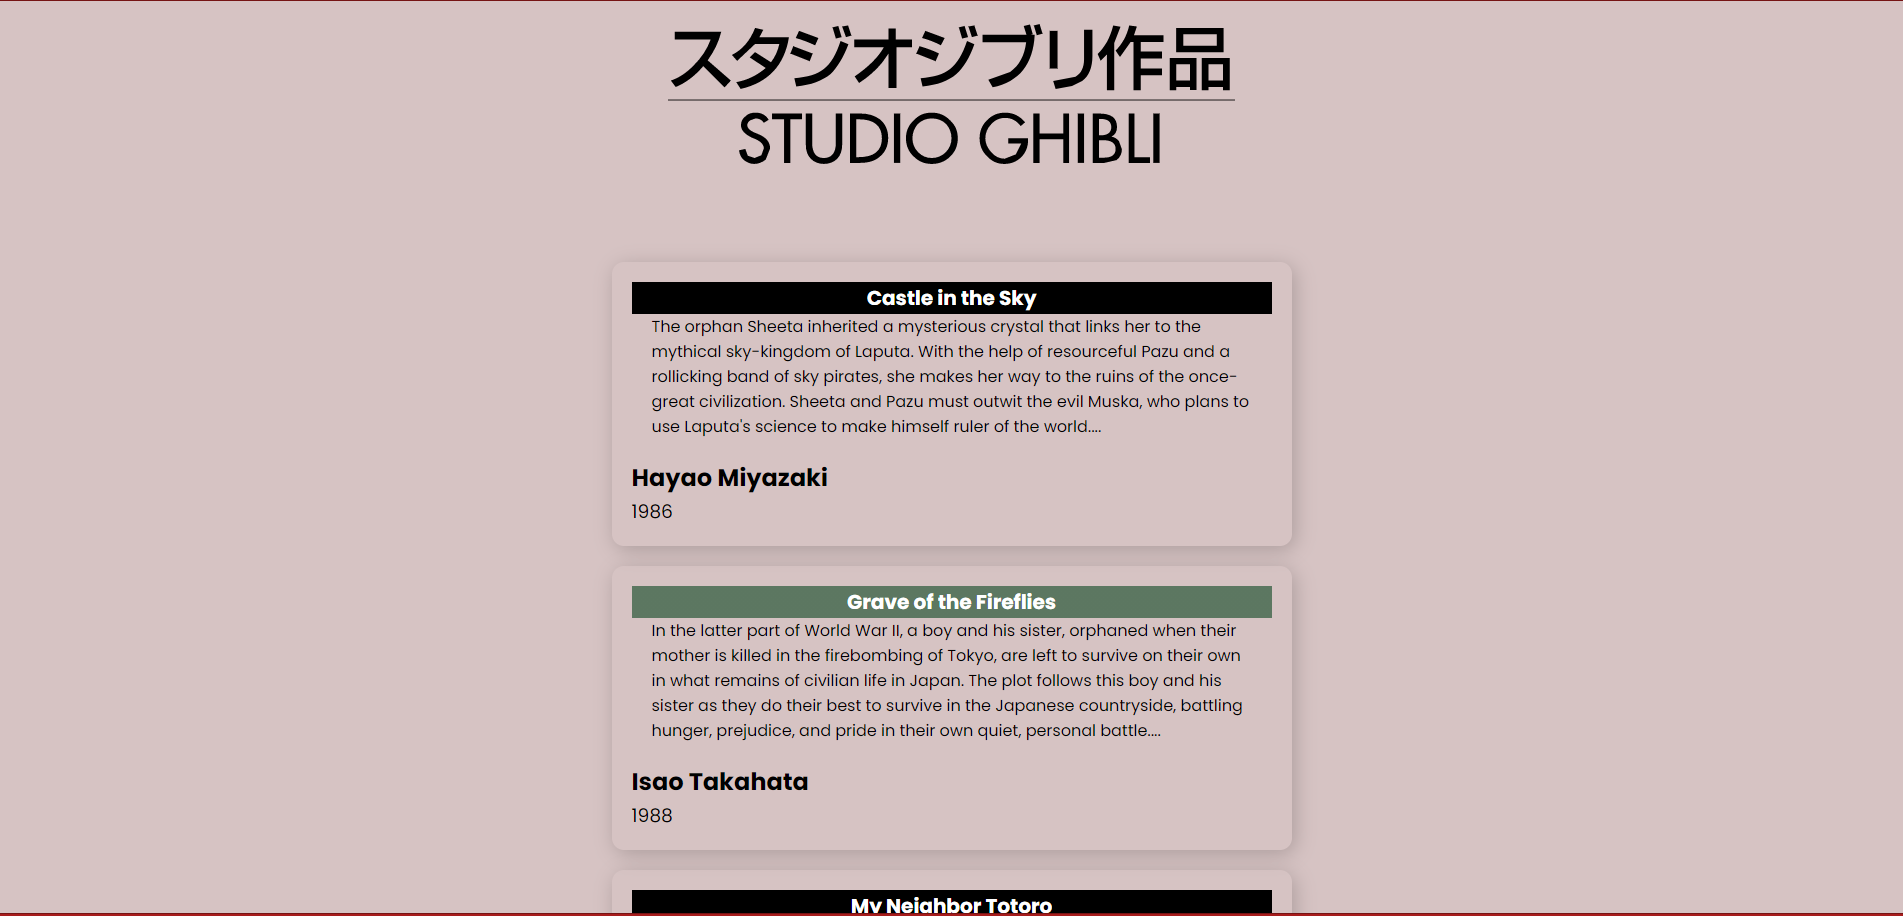 スタジオジブリ作品
STUDIO GHIBLI
Castle in the Sky
The orphan Sheeta inherited a mysterious crystal that links her to the
mythical sky-kingdom of Laputa. With the help of resourceful Pazu and a
rollicking band of sky pirates, she makes her way to the ruins of the once-
great civilization. Sheeta and Pazu must outwit the evil Muska, who plans to
use Laputa's science to make himself ruler of the world....
Hayao Miyazaki
1986
Grave of the Fireflies
In the latter part of World War II, a boy and his sister, orphaned when their
mother is killed in the firebombing of Tokyo, are left to survive on their own
in what remains of civilian life in Japan. The plot follows this boy and his
sister as they do their best to survive in the Japanese countryside, battling
hunger, prejudice, and pride in their own quiet, personal battle....
Isao Takahata
1988
My Neighbor Totoro